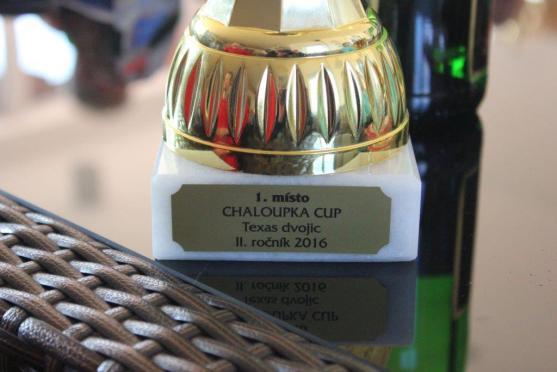 1. místo
CHALOUPKA CUP
Texas dvojic
II. ročník 2016